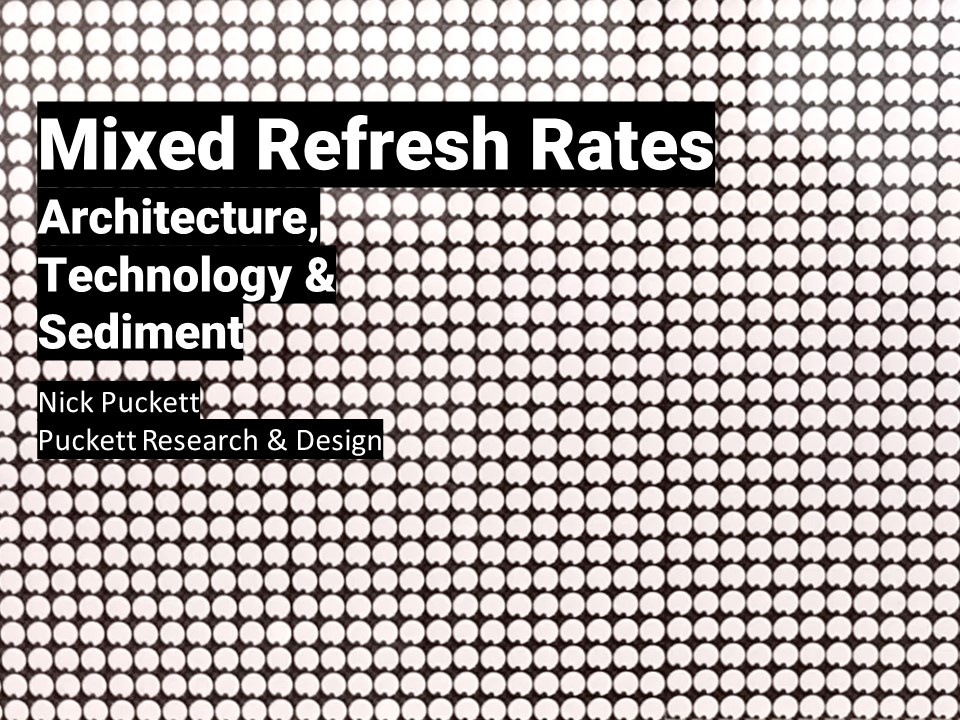 Mixed Refresh Rates
Architecture,
Technology &
Sediment
Nick Puckett
Puckett Research & Design